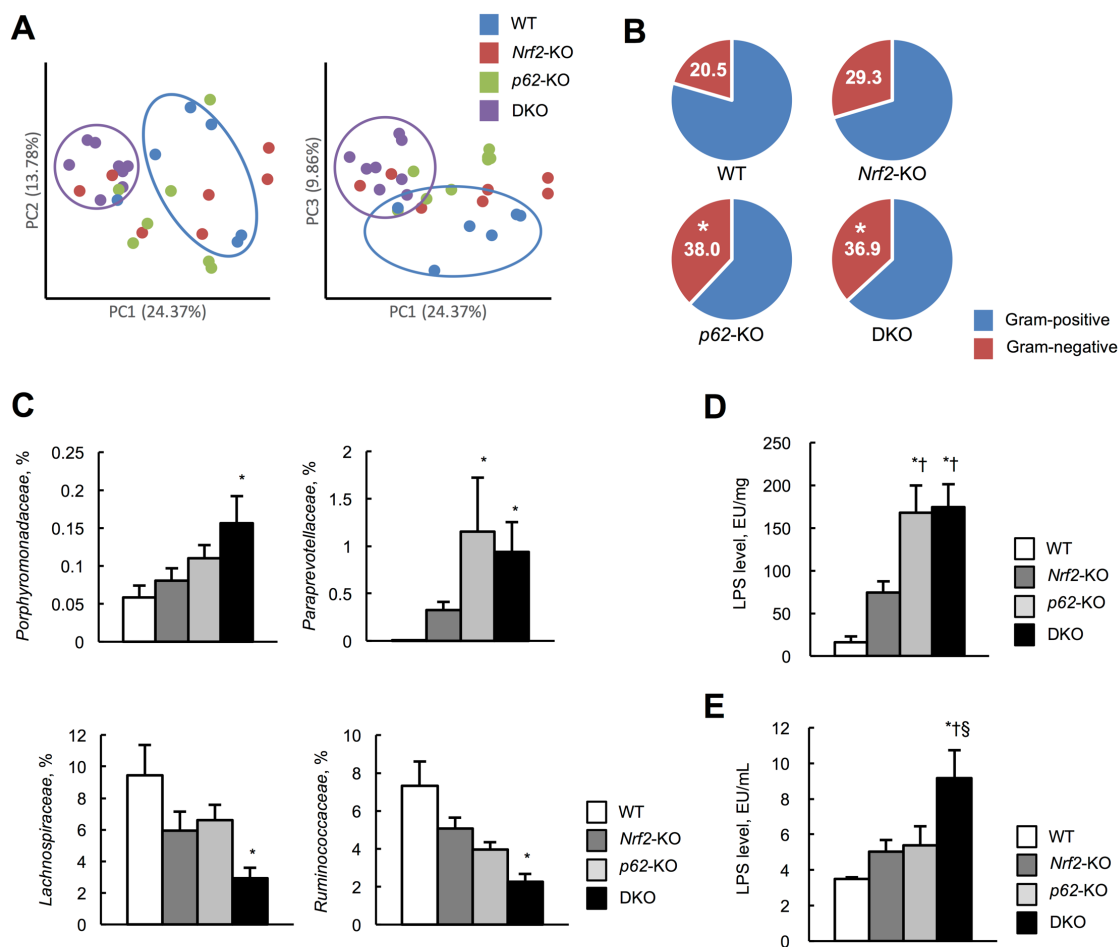 A
WT
Nrf2-KO
p62-KO
DKO
PC2 (13.78%)
PC1 (24.37%)
PC3 (9.86%)
PC1 (24.37%)
B
20.5
WT
29.3
Nrf2-KO
*
38.0
p62-KO
*
36.9
DKO
Gram-positive
Gram-negative
C
Porphyromonadaceae, %
0.25
0.2
0.15
0.1
0.05
0
*
Paraprevotellaceae, %
2
1.5
1
0.5
0
*
*
Lachnospiraceae, %
12
10
8
6
4
2
0
*
Ruminococcaceae, %
10
8
6
4
2
0
*
WT
Nrf2-KO
p62-KO
DKO
D
LPS level, EU/mg
250
200
150
100
50
0
*†
*†
WT
Nrf2-KO
p62-KO
DKO
E
LPS level, EU/mL
12
10
8
6
4
2
0
*†§
WT
Nrf2-KO
p62-KO
DKO